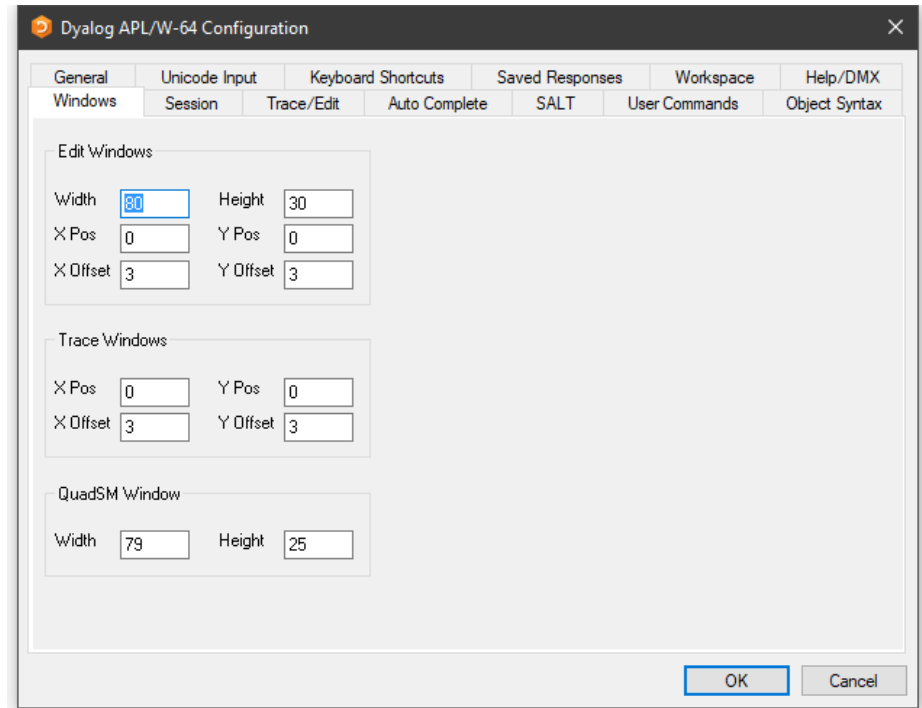 Dyalog APL/W-64 Configuration
General Unicode Input Keyboard Shortcuts Saved Responses Workspace Help/DMX
Windows Session Trace/Edit Auto Complete SALT User Commands Object Syntax
Edit Windows
Width 80 Height 30
X Pos 0 Y Pos 0
X Offset 3 Y Offset 3
Trace Windows
X Pos 0 Y Pos 0
X Offset 3 Y Offset 3
QuadSM Window
Width 79 Height 25
OK Cancel